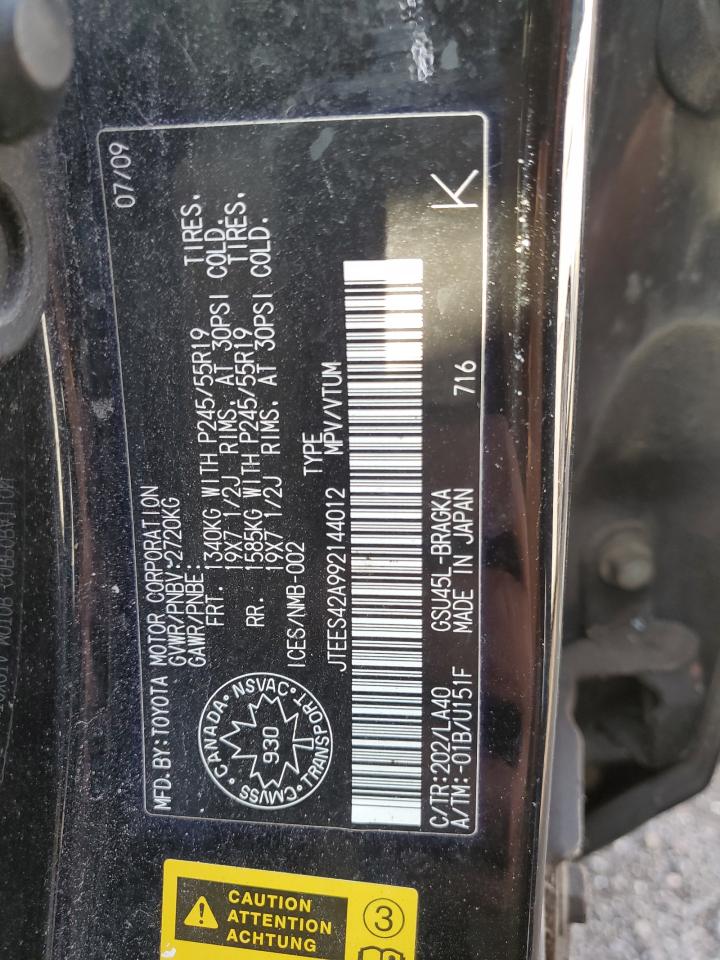 MFD.BY:TOYOTA MOTOR CORPORATION 07/09
GVWR/PNBV:2720KG
GAWR/PNBE:
FRT 1340KG WITH P245/55R19 TIRES.
19X7 1/2J RIMS. AT 30PSI COLD.
RR. 1585KG WITH P245/55R19 TIRES.
19X7 1/2J RIMS. AT 30PSI COLD.
ICES/NMB-002
TYPE
JTEES42A992144012 MPV/VTUM
CANADA·NSVAC
930
CMVSS·TRANSPORT
C/TR:202/LA40 GSU45L-BRAGKA
A/TM:-01B/U151F MADE IN JAPAN 716
K
CAUTION
ATTENTION
ACHTUNG
3